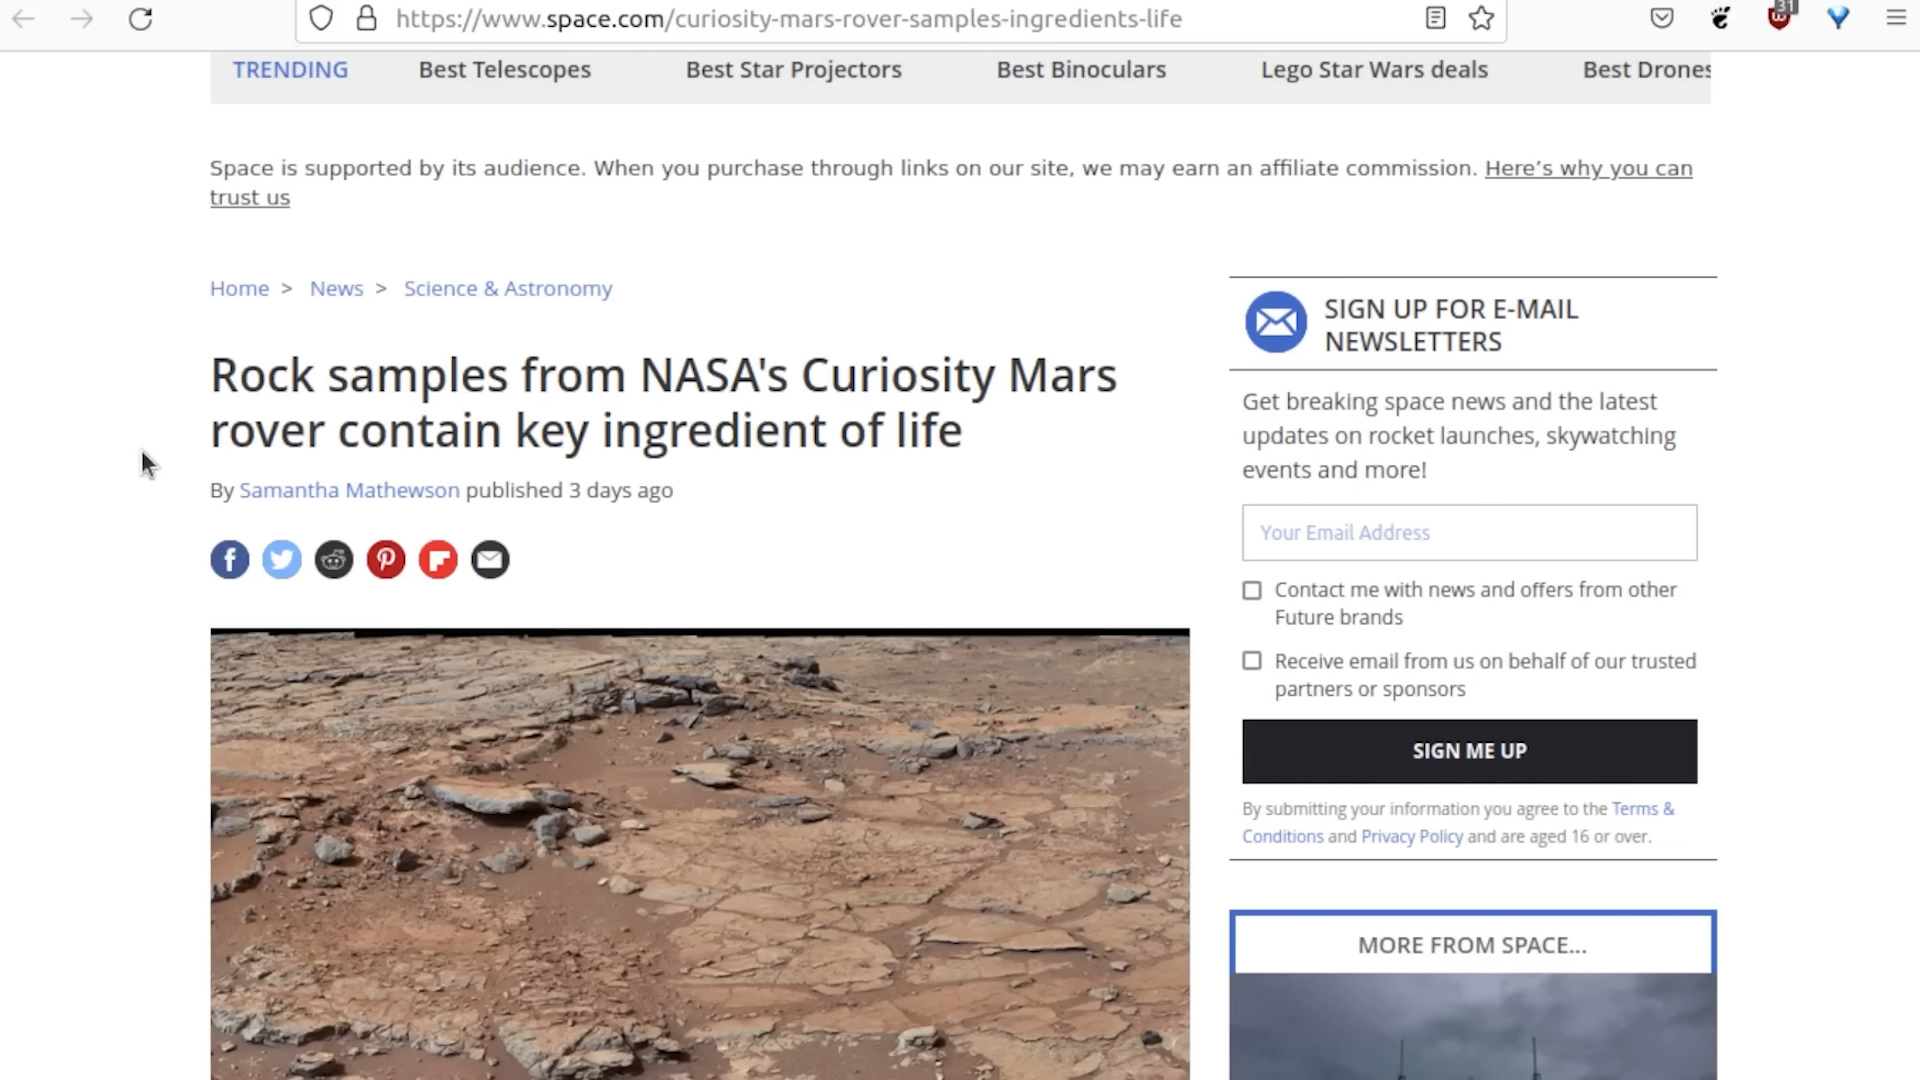 https://www.space.com/curiosity-mars-rover-samples-ingredients-life
31
TRENDING Best Telescopes Best Star Projectors Best Binoculars Lego Star Wars deals Best Drones
Space is supported by its audience. When you purchase through links on our site, we may earn an affiliate commission. Here’s why you can
trust us
Home > News > Science & Astronomy
Rock samples from NASA's Curiosity Mars
rover contain key ingredient of life
By Samantha Mathewson published 3 days ago
SIGN UP FOR E-MAIL
NEWSLETTERS
Get breaking space news and the latest
updates on rocket launches, skywatching
events and more!
Your Email Address
Contact me with news and offers from other
Future brands
Receive email from us on behalf of our trusted
partners or sponsors
SIGN ME UP
By submitting your information you agree to the Terms &
Conditions and Privacy Policy and are aged 16 or over.
MORE FROM SPACE...